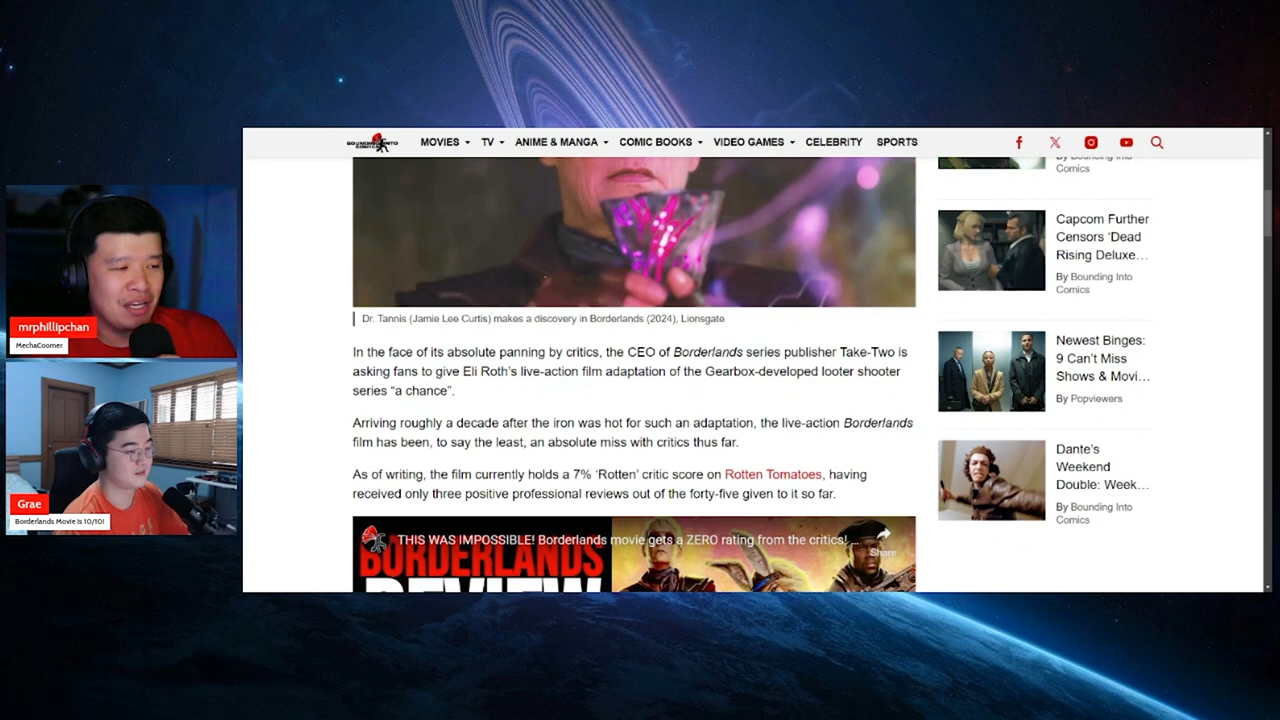 BOUNDING INTO
COMICS
MOVIES TV ANIME & MANGA COMIC BOOKS VIDEO GAMES CELEBRITY SPORTS
mrphillipchan
MechaCoomer
Grae
Borderlands Movie is 10/10!
Dr. Tannis (Jamie Lee Curtis) makes a discovery in Borderlands (2024), Lionsgate
In the face of its absolute panning by critics, the CEO of Borderlands series publisher Take-Two is
asking fans to give Eli Roth's live-action film adaptation of the Gearbox-developed looter shooter
series “a chance”.
Arriving roughly a decade after the iron was hot for such an adaptation, the live-action Borderlands
film has been, to say the least, an absolute miss with critics thus far.
As of writing, the film currently holds a 7% ‘Rotten’ critic score on Rotten Tomatoes, having
received only three positive professional reviews out of the forty-five given to it so far.
THIS WAS IMPOSSIBLE! Borderlands movie gets a ZERO rating from the critics! ...
Share
BORDERLANDS
REVIEW
By Bounding Into
Comics
Capcom Further
Censors ‘Dead
Rising Deluxe…
By Bounding Into
Comics
Newest Binges:
9 Can't Miss
Shows & Movi…
By Popviewers
Dante's
Weekend
Double: Week…
By Bounding Into
Comics